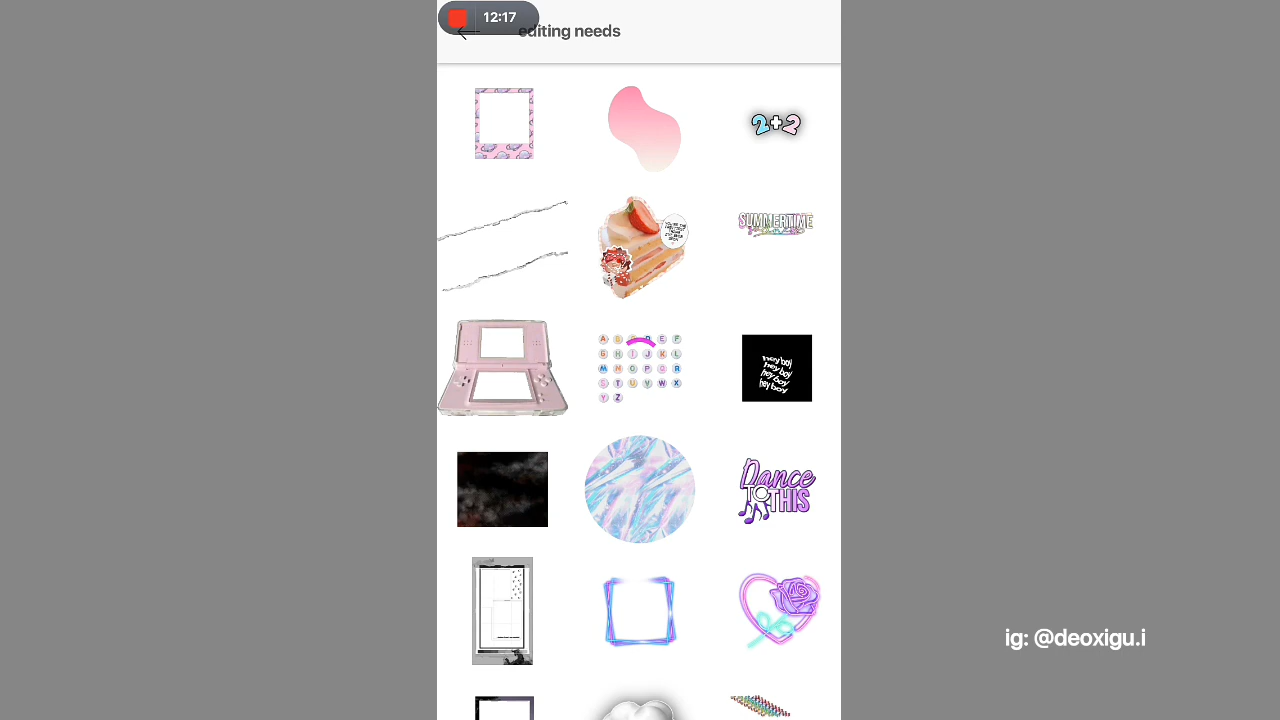 12:17
editing needs
2+2
SUMMERTIME
A B C D E F
G H I J K L
M N O P Q R
S T U V W X
Y Z
hey boy
hey boy
hey boy
hey boy
Dance
TO
THIS
ig: @deoxigu.i